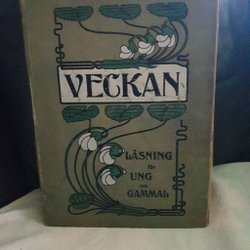 VECKAN
LÄSNING
för
UNG
och
GAMMAL